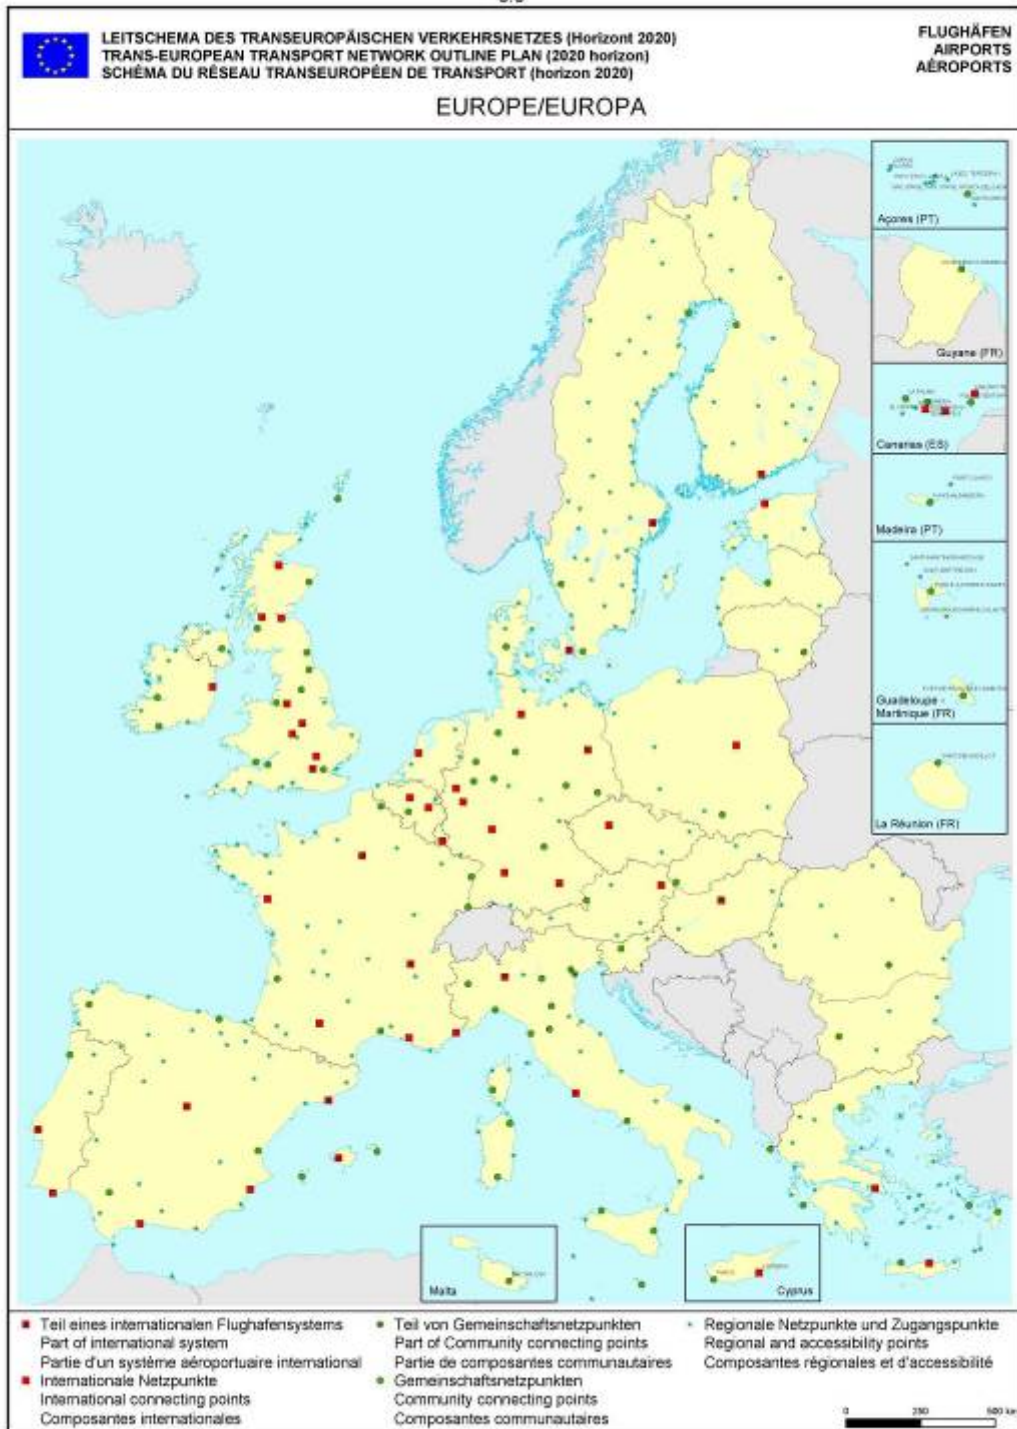 LEITSCHEMA DES TRANSEUROPÄISCHEN VERKEHRSNETZES (Horizont 2020)
TRANS-EUROPEAN TRANSPORT NETWORK OUTLINE PLAN (2020 horizon)
SCHÉMA DU RÉSEAU TRANSEUROPÉEN DE TRANSPORT (horizon 2020)
FLUGHÄFEN
AIRPORTS
AÉROPORTS
EUROPE/EUROPA
Açores (PT)
Guyane (FR)
LA PALMA
Canarias (ES)
Madeira (PT)
Guadeloupe -
Martinique (FR)
La Réunion (FR)
Malta
Cyprus
Teil eines internationalen Flughafensystems
Part of international system
Partie d'un système aéroportuaire international
Internationale Netzpunkte
International connecting points
Composantes internationales
Teil von Gemeinschaftsnetzpunkten
Part of Community connecting points
Partie de composantes communautaires
Gemeinschaftsnetzpunkten
Community connecting points
Composantes communautaires
Regionale Netzpunkte und Zugangspunkte
Regional and accessibility points
Composantes régionales et d'accessibilité
0 250 500 km